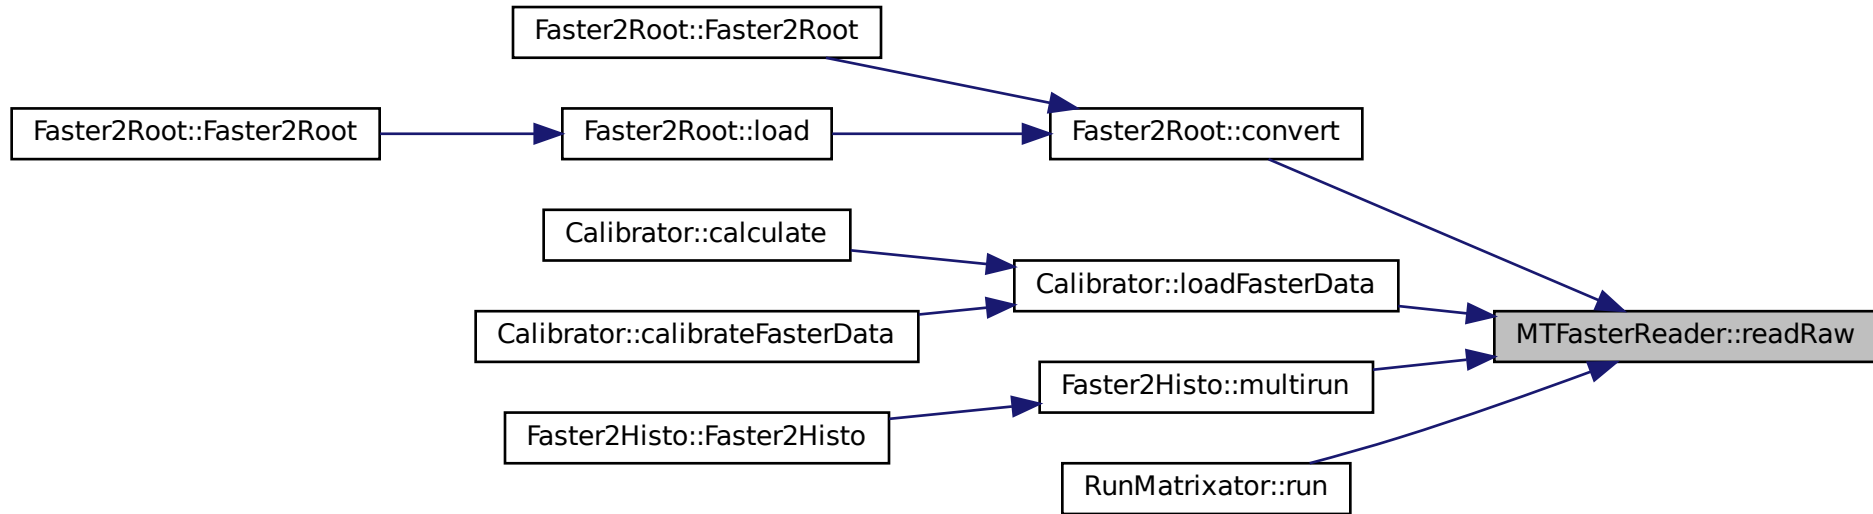 Faster2Root::Faster2Root
Faster2Root::Faster2Root
Faster2Root::load
Faster2Root::convert
Calibrator::calculate
Calibrator::loadFasterData
Calibrator::calibrateFasterData
MTFasterReader::readRaw
Faster2Histo::multirun
Faster2Histo::Faster2Histo
RunMatrixator::run